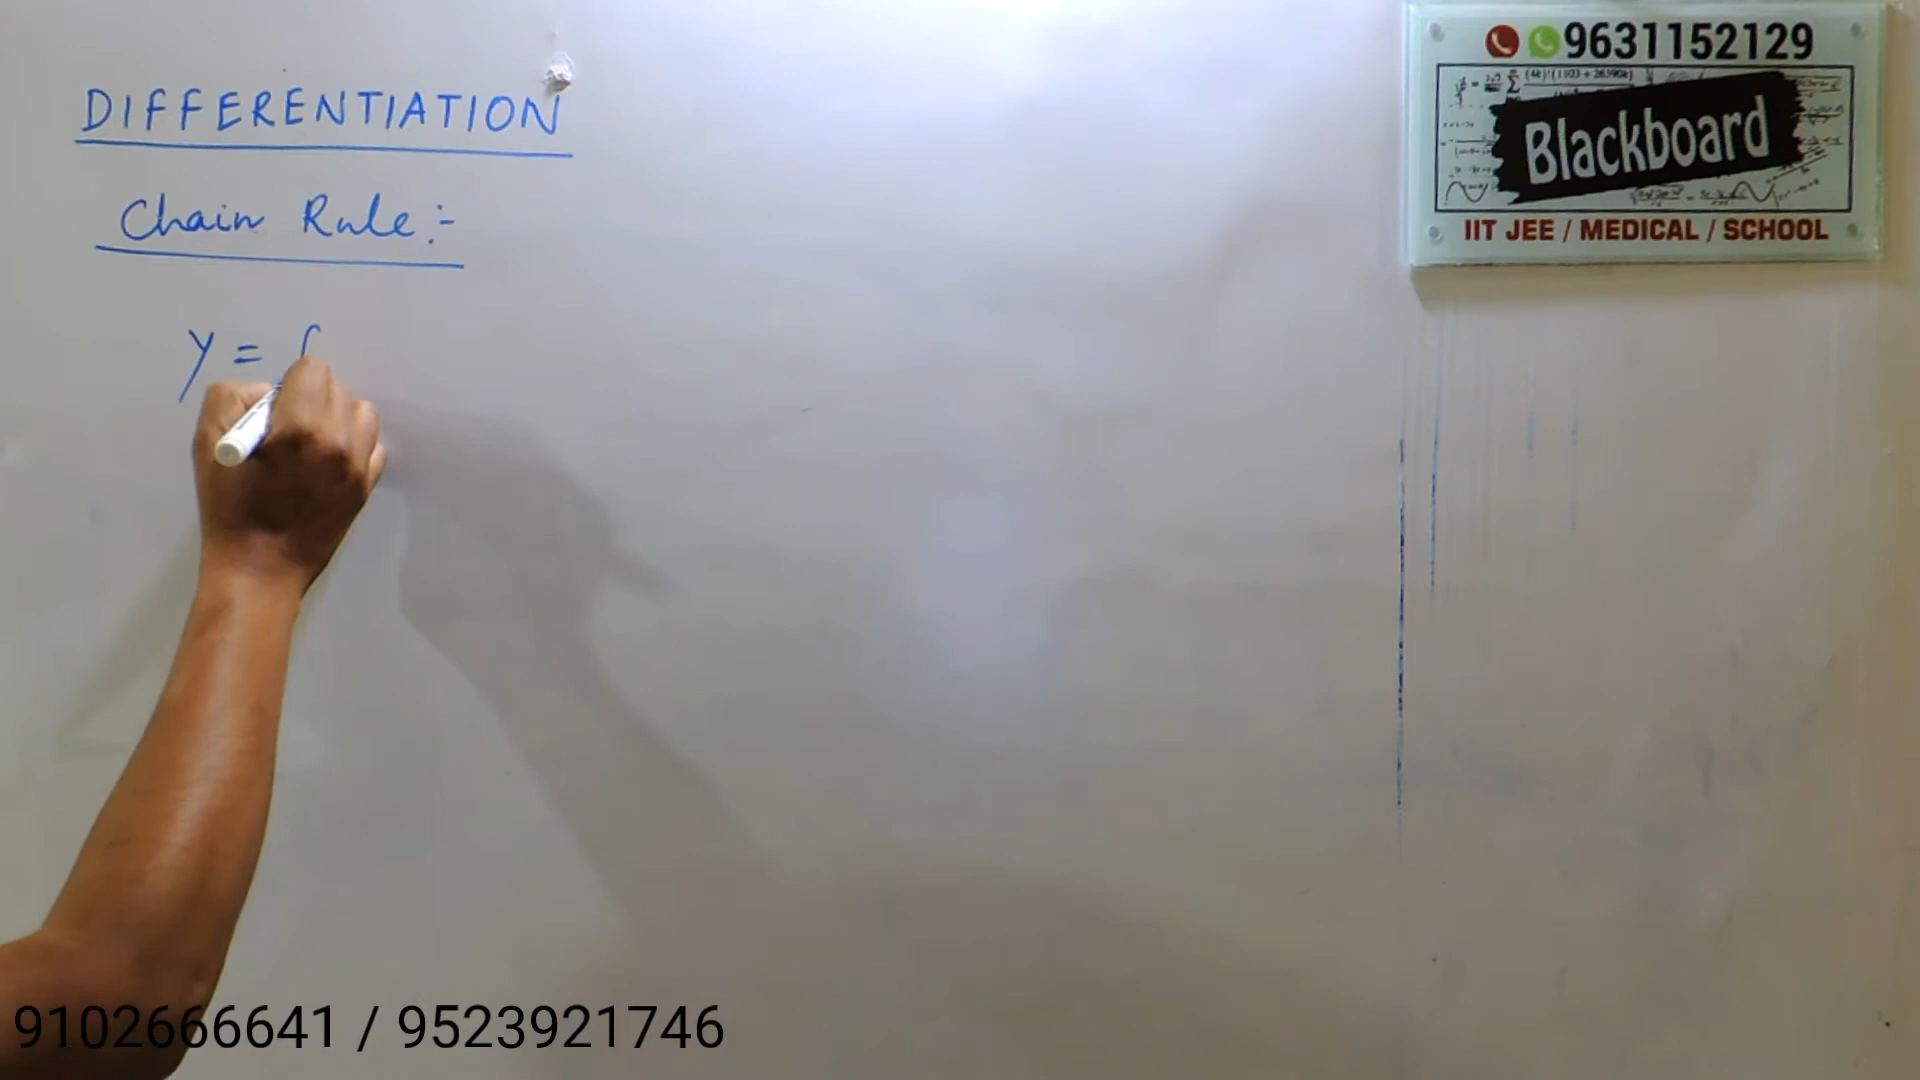 DIFFERENTIATION
Chain Rule :-
y = f
9631152129
Blackboard
IIT JEE / MEDICAL / SCHOOL
9102666641 / 9523921746